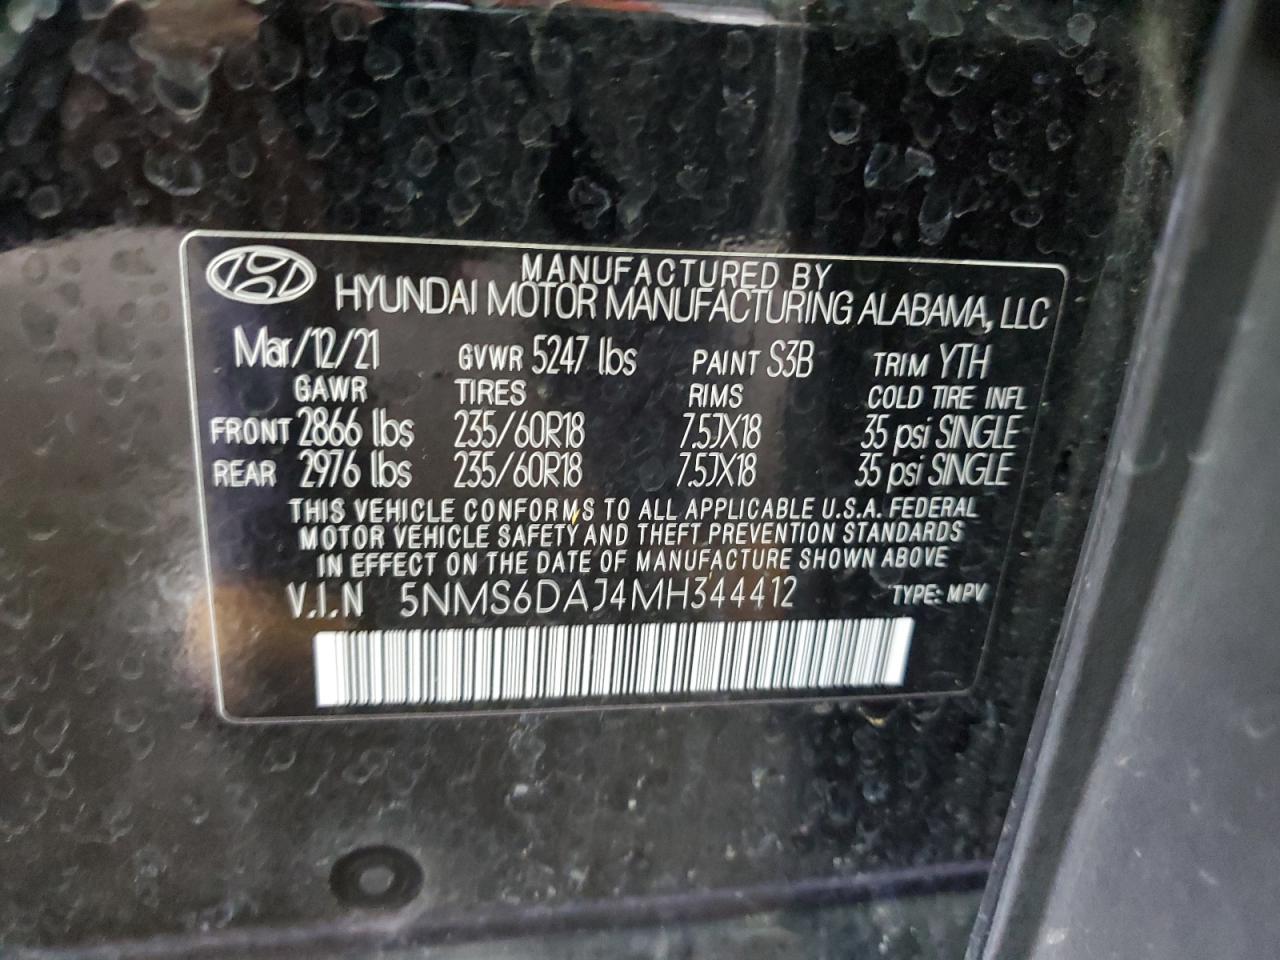 MANUFACTURED BY
HYUNDAI MOTOR MANUFACTURING ALABAMA, LLC
Mar/12/21 GVWR 5247 lbs PAINT S3B TRIM YTH
GAWR TIRES RIMS COLD TIRE INFL
FRONT 2866 lbs 235/60R18 7.5JX18 35 psi SINGLE
REAR 2976 lbs 235/60R18 7.5JX18 35 psi SINGLE
THIS VEHICLE CONFORMS TO ALL APPLICABLE U.S.A. FEDERAL
MOTOR VEHICLE SAFETY AND THEFT PREVENTION STANDARDS
IN EFFECT ON THE DATE OF MANUFACTURE SHOWN ABOVE
V.I.N 5NMS6DAJ4MH344412 TYPE: MPV